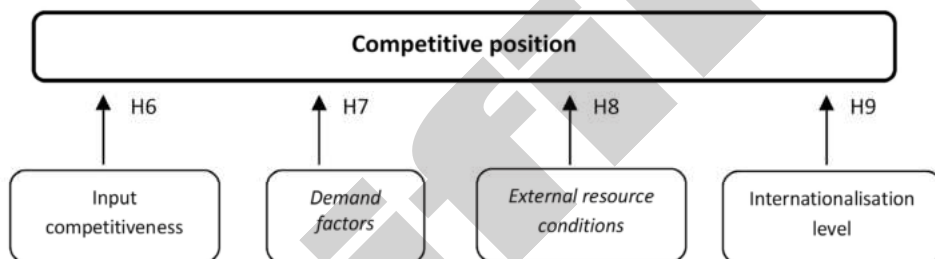 Competitive position
H6
H7
H8
H9
Input
competitiveness
Demand
factors
External resource
conditions
Internationalisation
level